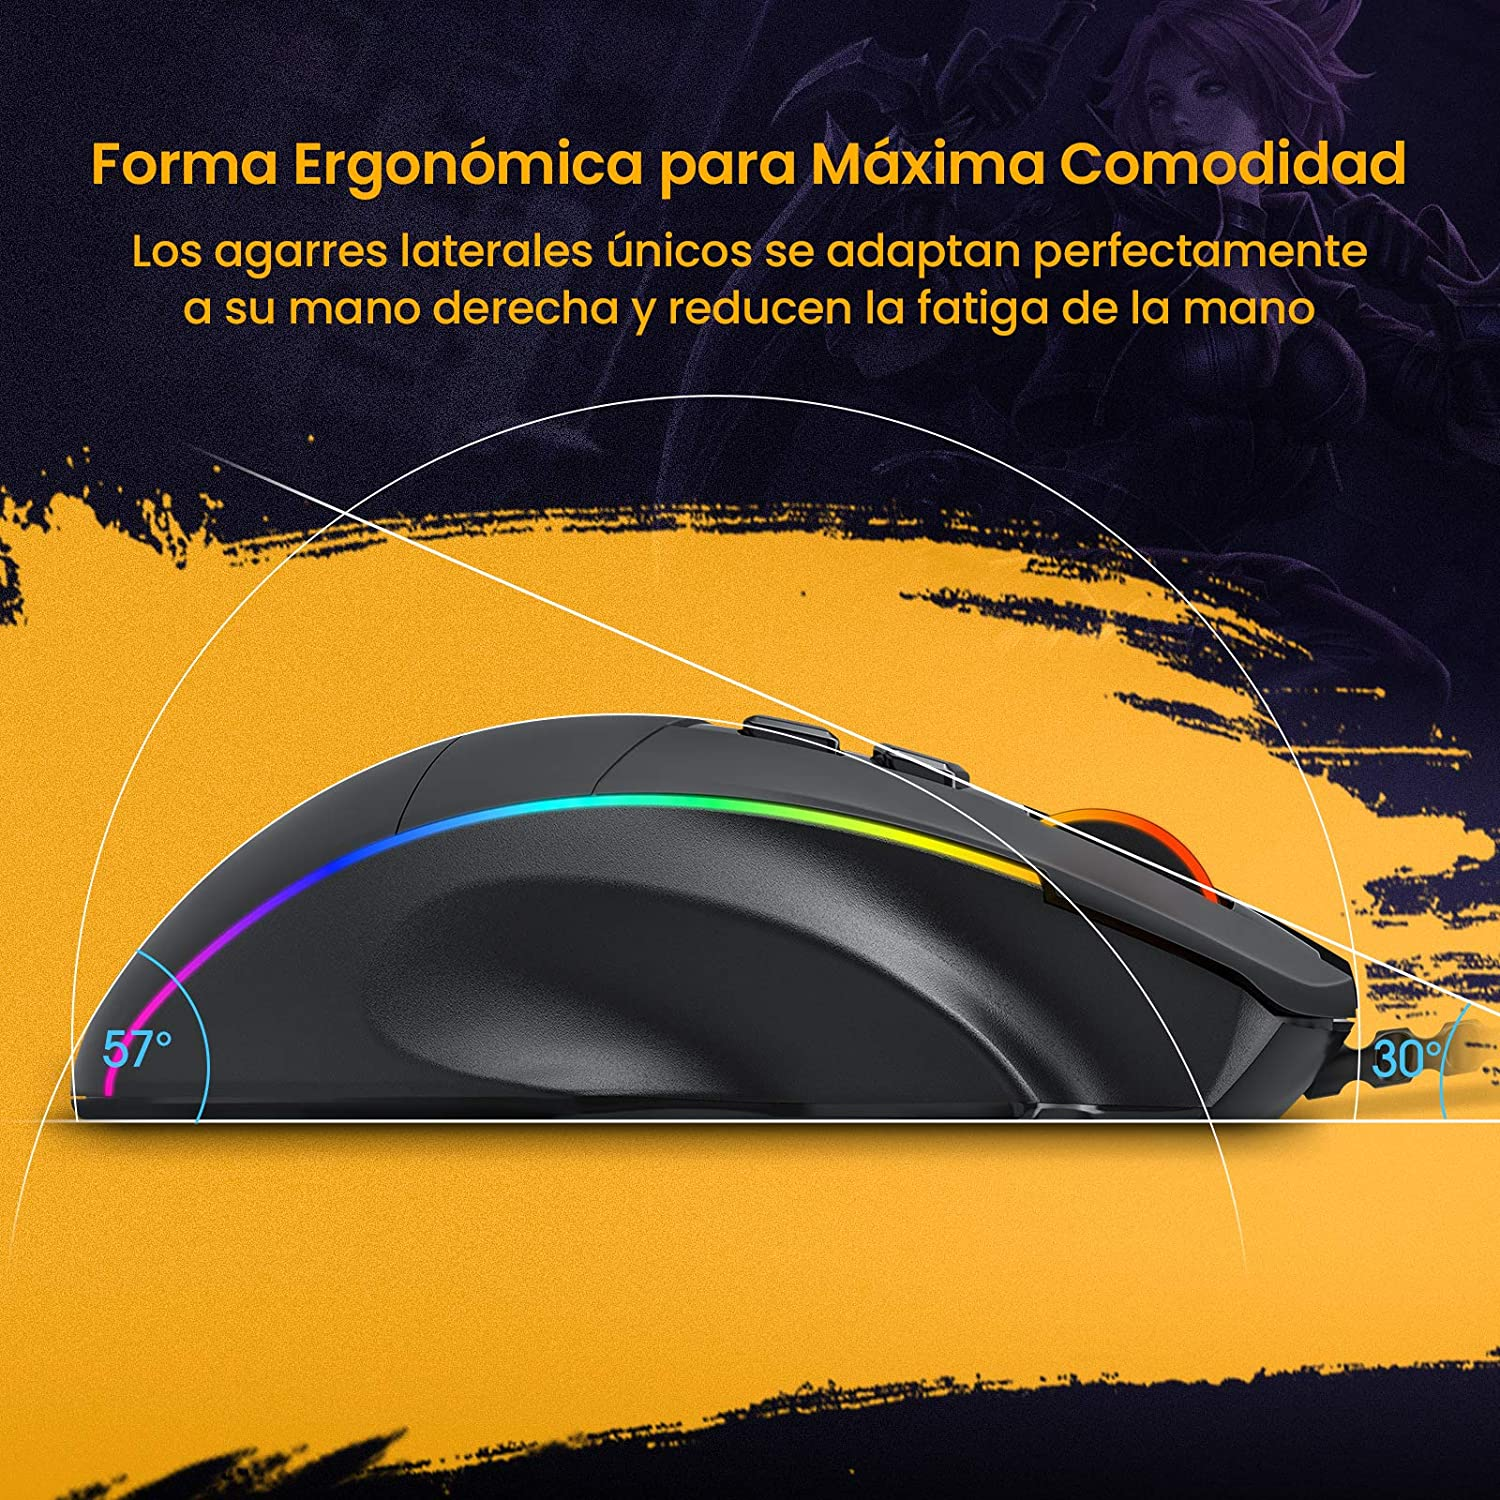 Forma Ergonómica para Máxima Comodidad
Los agarres laterales únicos se adaptan perfectamente
a su mano derecha y reducen la fatiga de la mano
57°
30°